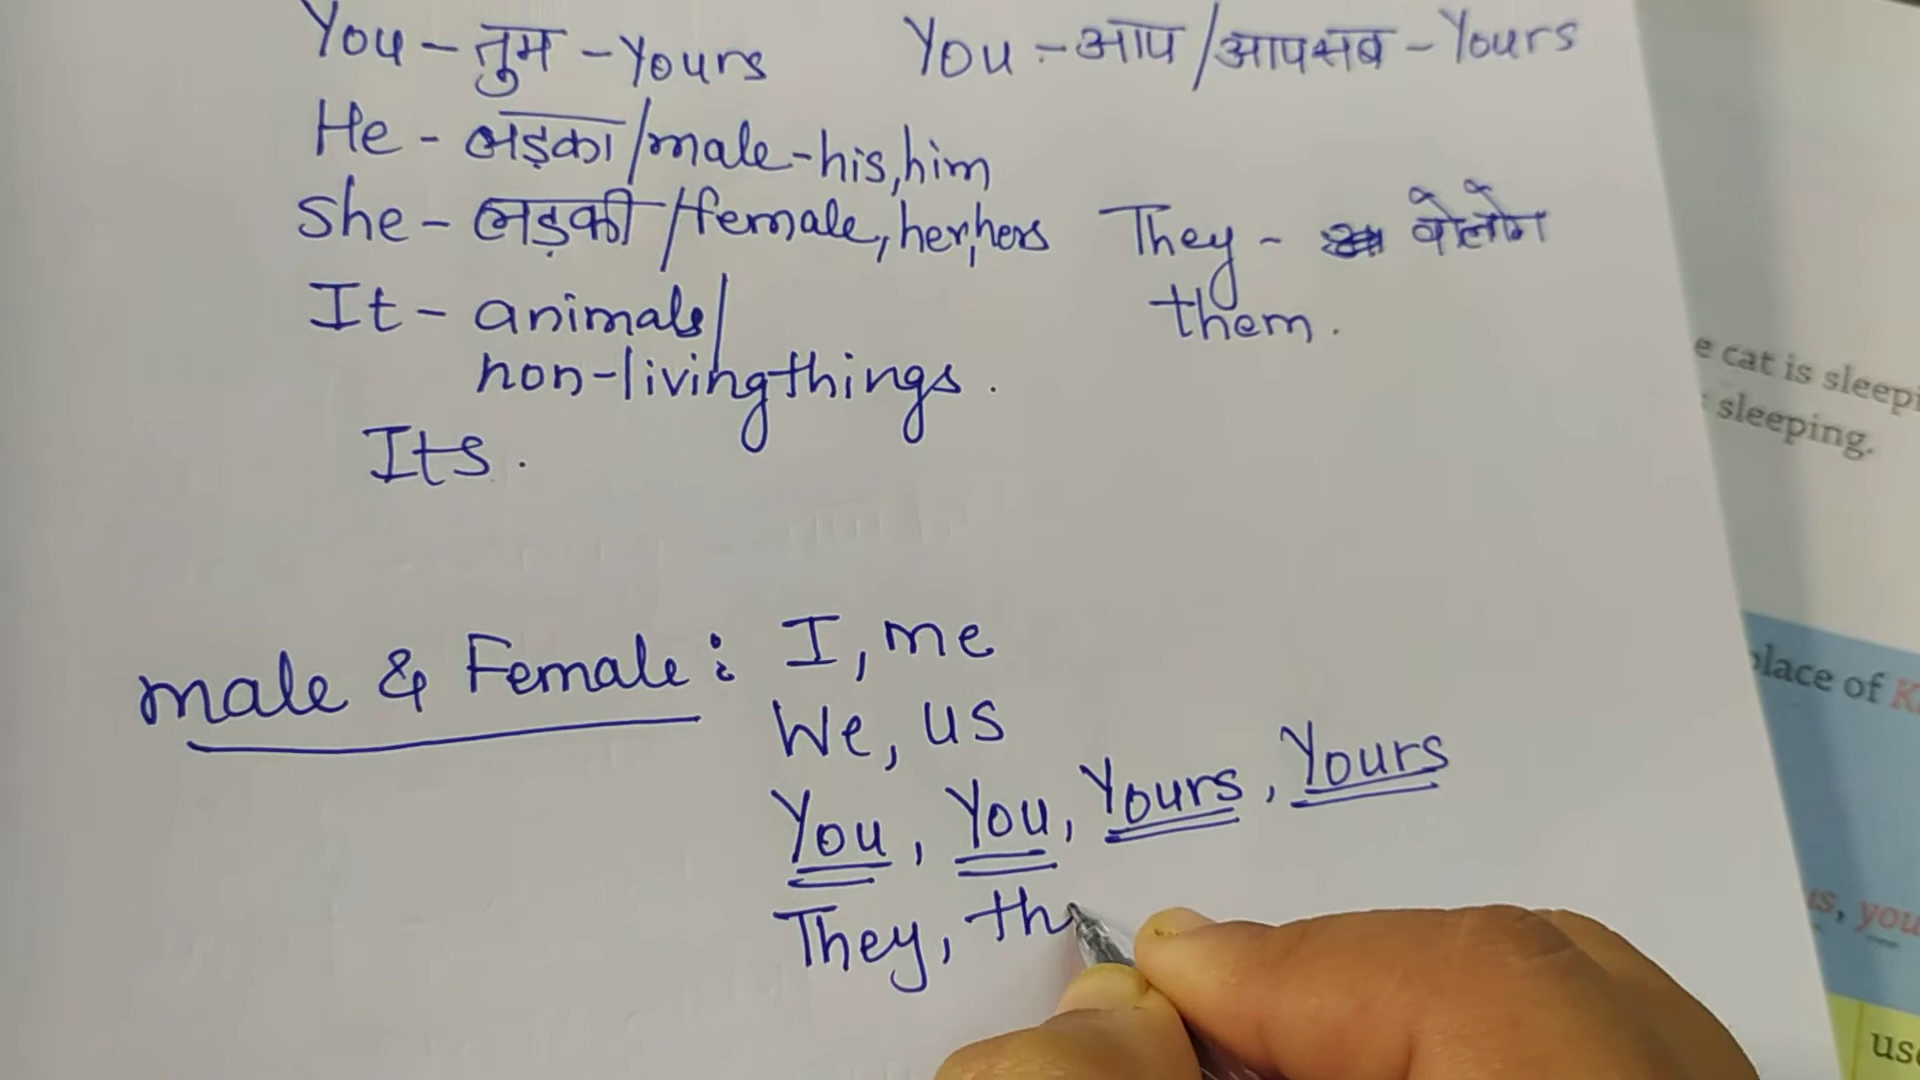 You - तुम - Yours You - आप / आपसब - Yours
He - लड़का / male - his, him
She - लड़की / female, her, hers They - वोलोग
them.
It - animals /
non-living things.
Its.
male & Female : I, me
We, us
You, You, Yours, Yours
They, th
cat is sleepi
sleeping.
place of
us, you
us